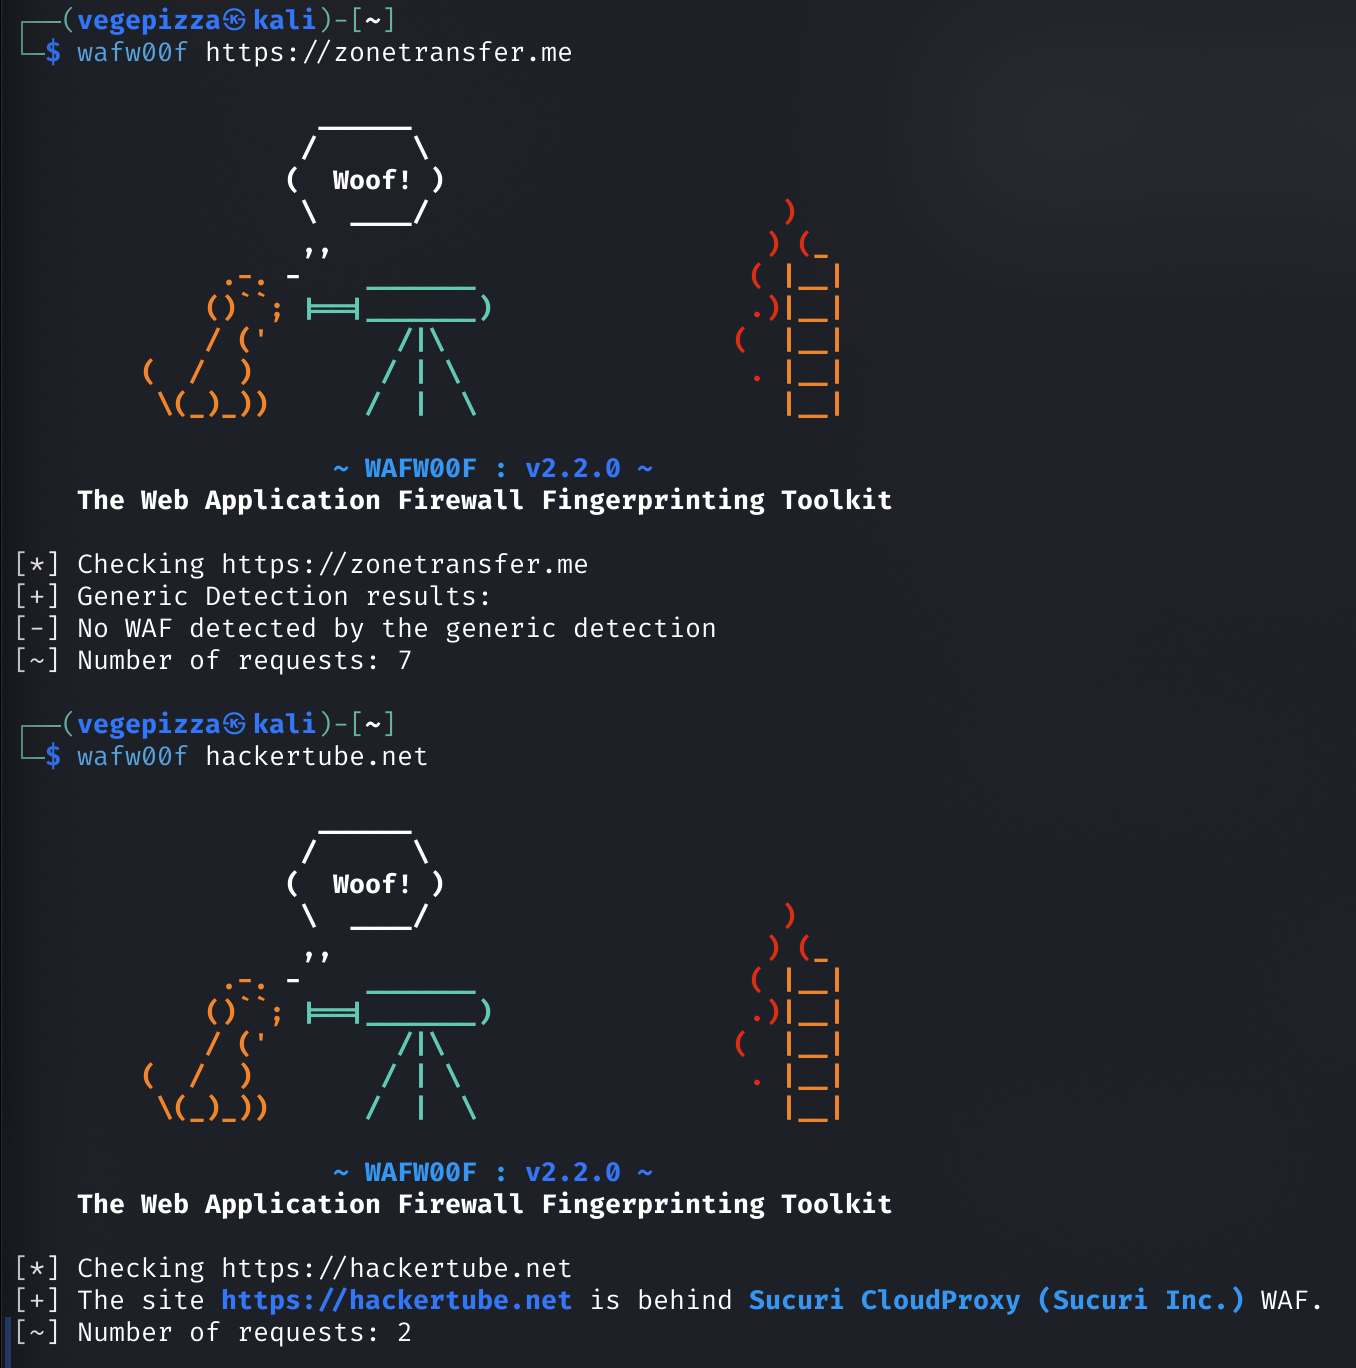 ┌──(vegepizza㉿kali)-[~]
└─$ wafw00f https://zonetransfer.me
Woof!
~ WAFW00F : v2.2.0 ~
The Web Application Firewall Fingerprinting Toolkit
[*] Checking https://zonetransfer.me
[+] Generic Detection results:
[-] No WAF detected by the generic detection
[~] Number of requests: 7
┌──(vegepizza㉿kali)-[~]
└─$ wafw00f hackertube.net
Woof!
~ WAFW00F : v2.2.0 ~
The Web Application Firewall Fingerprinting Toolkit
[*] Checking https://hackertube.net
[+] The site https://hackertube.net is behind Sucuri CloudProxy (Sucuri Inc.) WAF.
[~] Number of requests: 2